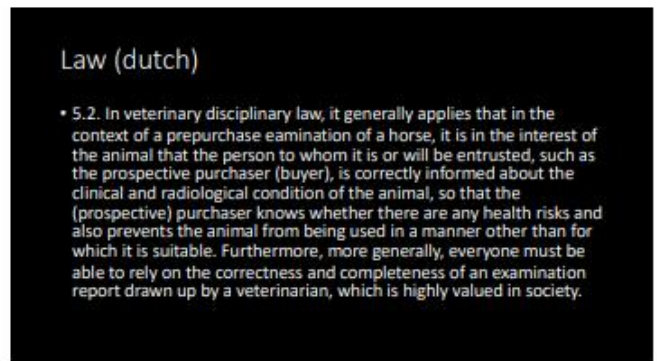 Law (dutch)
• 5.2. In veterinary disciplinary law, it generally applies that in the
context of a prepurchase eamination of a horse, it is in the interest of
the animal that the person to whom it is or will be entrusted, such as
the prospective purchaser (buyer), is correctly informed about the
clinical and radiological condition of the animal, so that the
(prospective) purchaser knows whether there are any health risks and
also prevents the animal from being used in a manner other than for
which it is suitable. Furthermore, more generally, everyone must be
able to rely on the correctness and completeness of an examination
report drawn up by a veterinarian, which is highly valued in society.